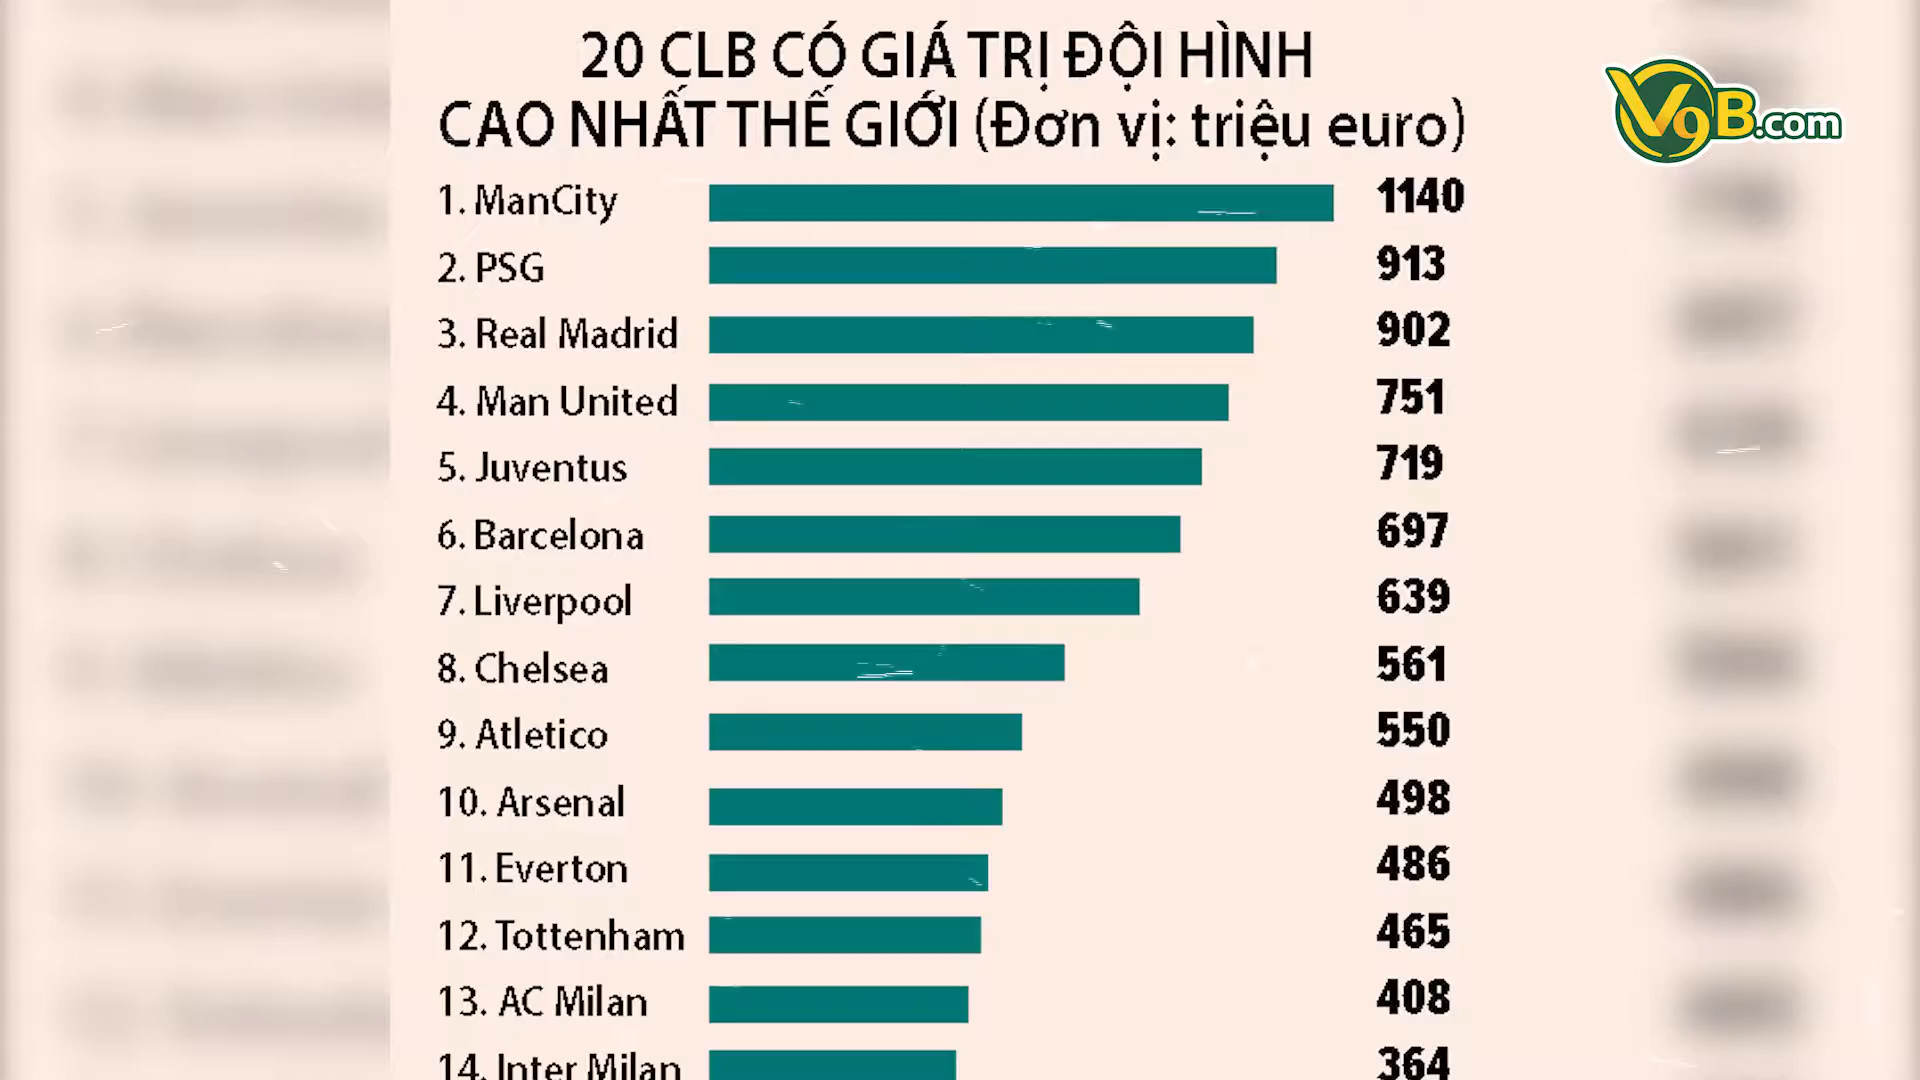 20 CLB CÓ GIÁ TRỊ ĐỘI HÌNH
CAO NHẤT THẾ GIỚI (Đơn vị: triệu euro)
V9B.com
1. ManCity 1140
2. PSG 913
3. Real Madrid 902
4. Man United 751
5. Juventus 719
6. Barcelona 697
7. Liverpool 639
8. Chelsea 561
9. Atletico 550
10. Arsenal 498
11. Everton 486
12. Tottenham 465
13. AC Milan 408
14. Inter Milan 364